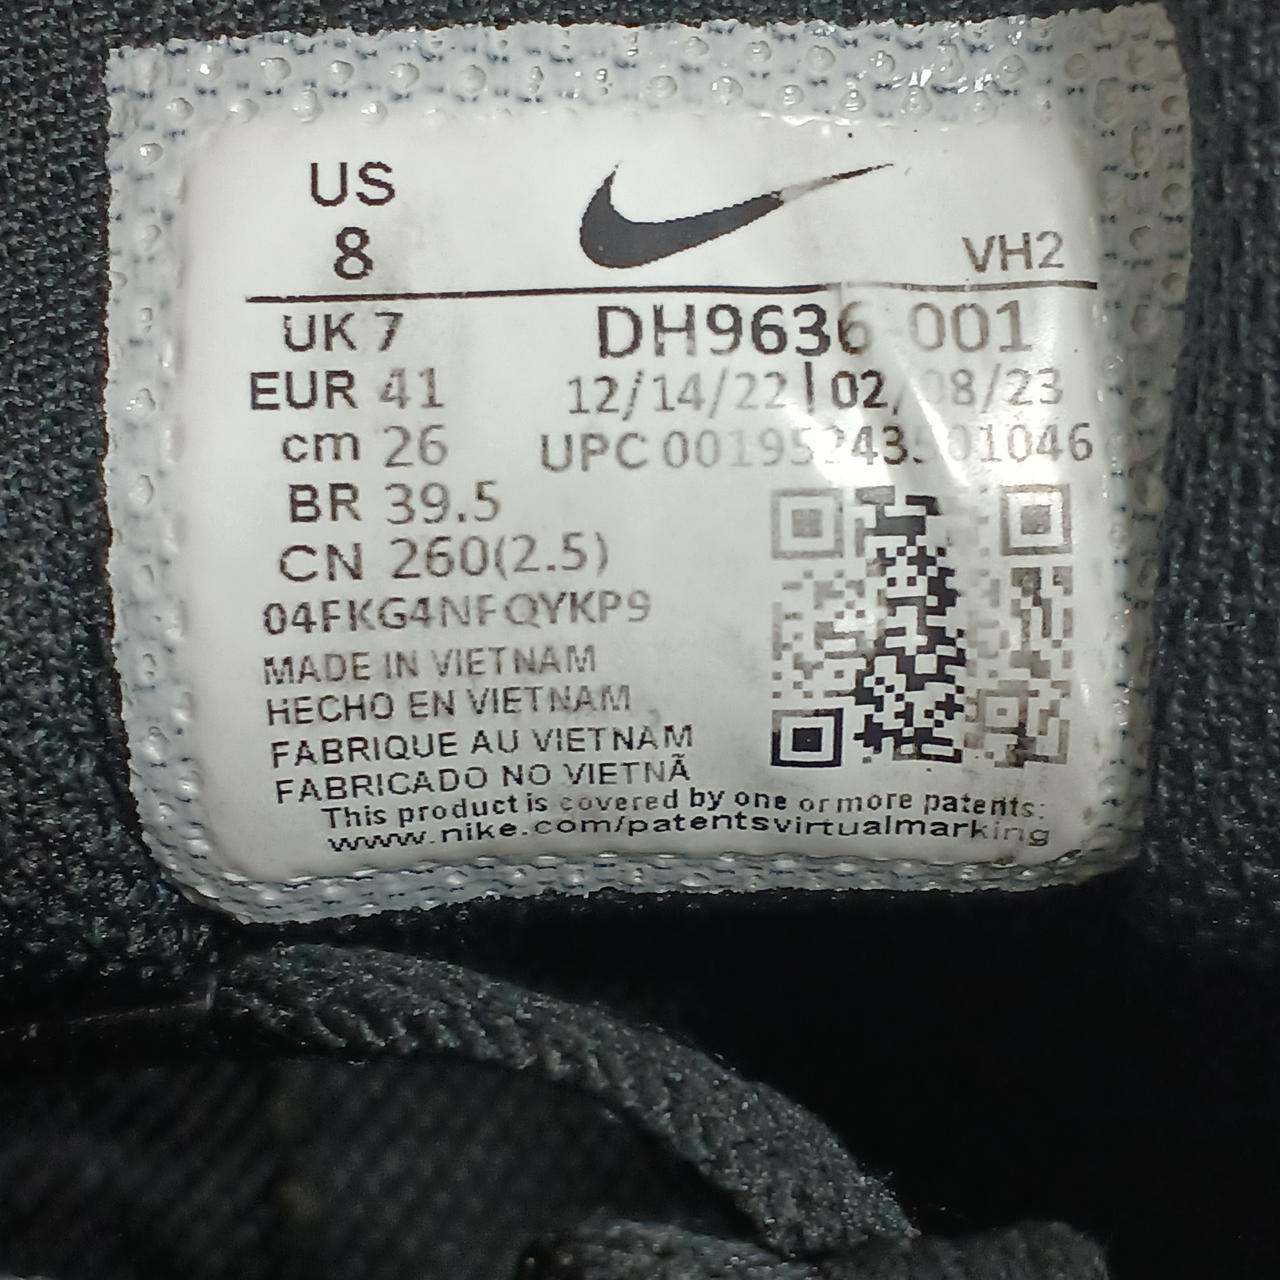 US
8
VH2
UK 7
DH9636 001
EUR 41
12/14/22 | 02/08/23
cm 26
UPC
BR 39.5
CN 260(2.5)
04FKG4NFQYKP9
MADE IN VIETNAM
HECHO EN VIETNAM
FABRIQUE AU VIETNAM
FABRICADO NO VIETNÃ
This product is covered by one or more patents:
www.nike.com/patentsvirtualmarking